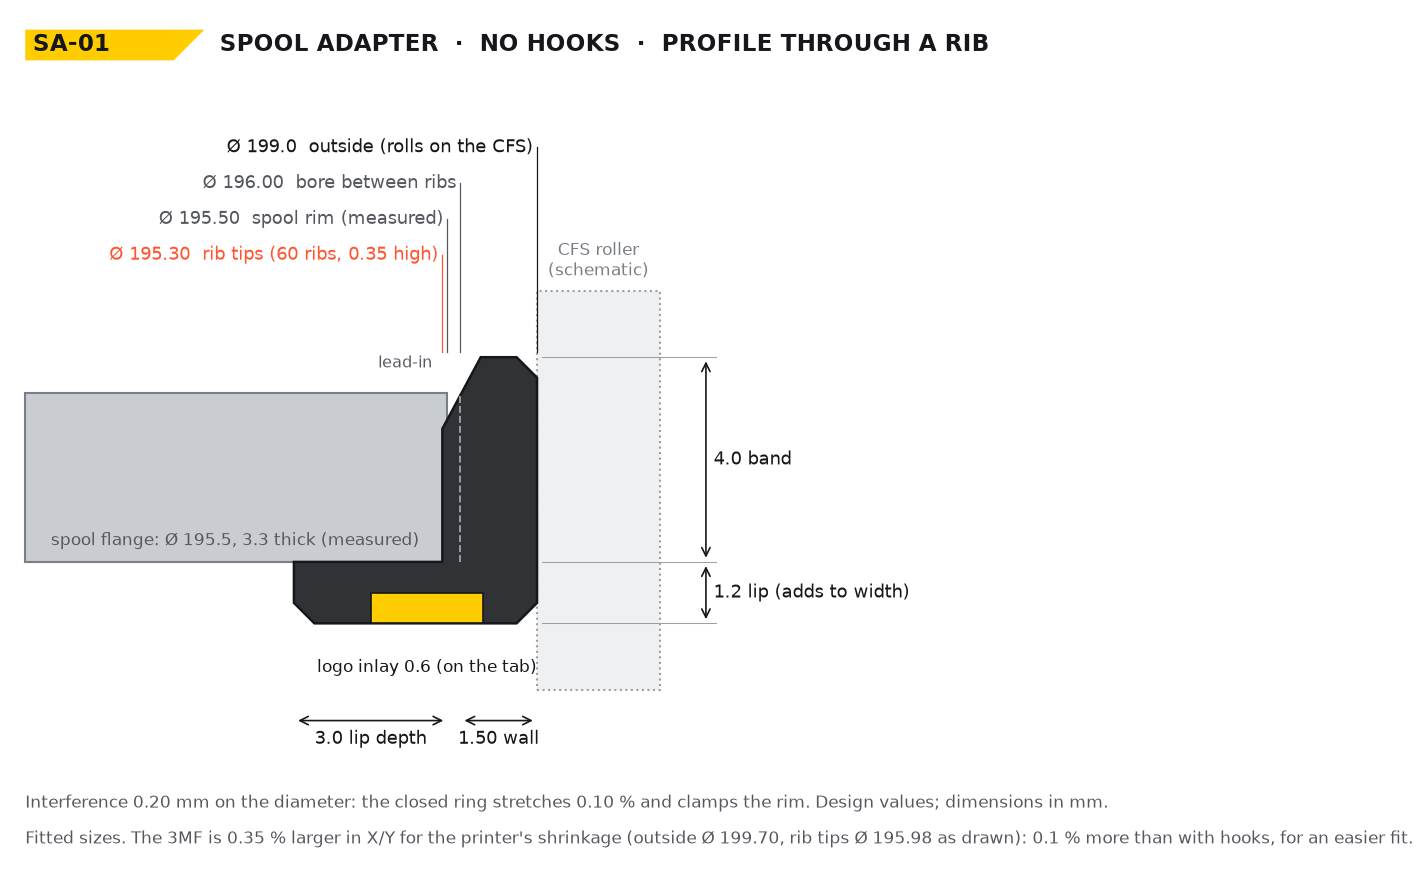 SA-01
SPOOL ADAPTER · NO HOOKS · PROFILE THROUGH A RIB
Ø 199.0 outside (rolls on the CFS)
Ø 196.00 bore between ribs
Ø 195.50 spool rim (measured)
Ø 195.30 rib tips (60 ribs, 0.35 high)
CFS roller
(schematic)
lead-in
4.0 band
spool flange: Ø 195.5, 3.3 thick (measured)
1.2 lip (adds to width)
logo inlay 0.6 (on the tab)
3.0 lip depth
1.50 wall
Interference 0.20 mm on the diameter: the closed ring stretches 0.10 % and clamps the rim. Design values; dimensions in mm.
Fitted sizes. The 3MF is 0.35 % larger in X/Y for the printer's shrinkage (outside Ø 199.70, rib tips Ø 195.98 as drawn): 0.1 % more than with hooks, for an easier fit.